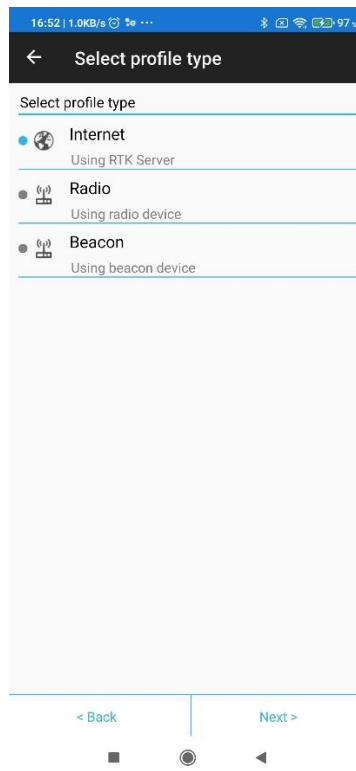 16:52 | 1.0KB/s ... 97
Select profile type
Select profile type
Internet
Using RTK Server
Radio
Using radio device
Beacon
Using beacon device
< Back Next >